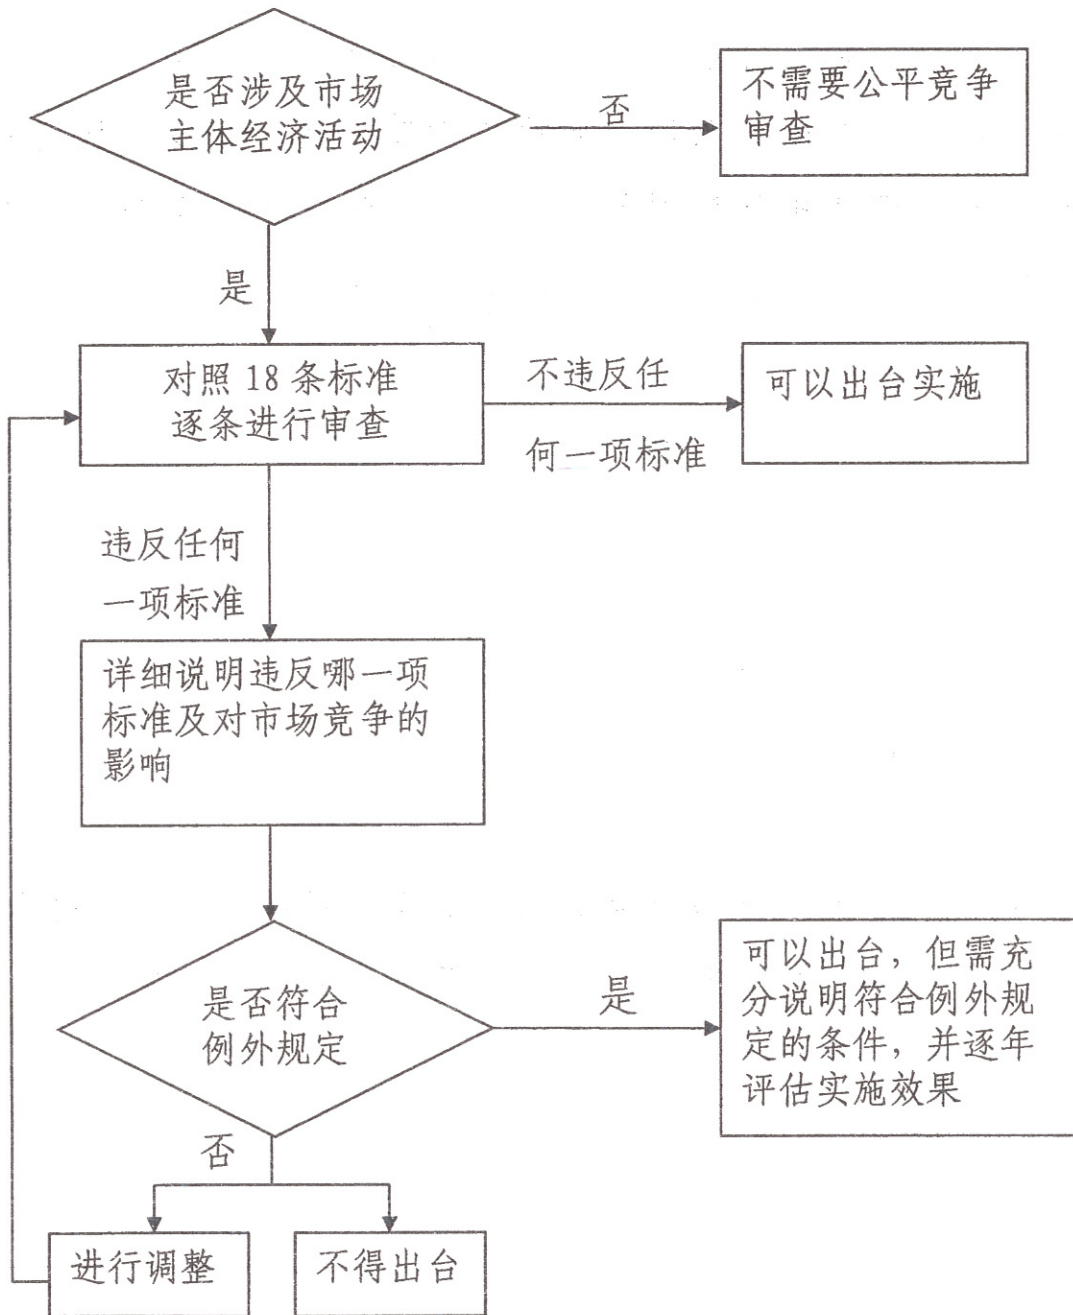 是否涉及市场
主体经济活动
否
不需要公平竞争
审查
是
对照 18 条标准
逐条进行审查
不违反任
何一项标准
可以出台实施
违反任何
一项标准
详细说明违反哪一项
标准及对市场竞争的
影响
是否符合
例外规定
是
可以出台，但需充
分说明符合例外规
定的条件，并逐年
评估实施效果
否
进行调整
不得出台